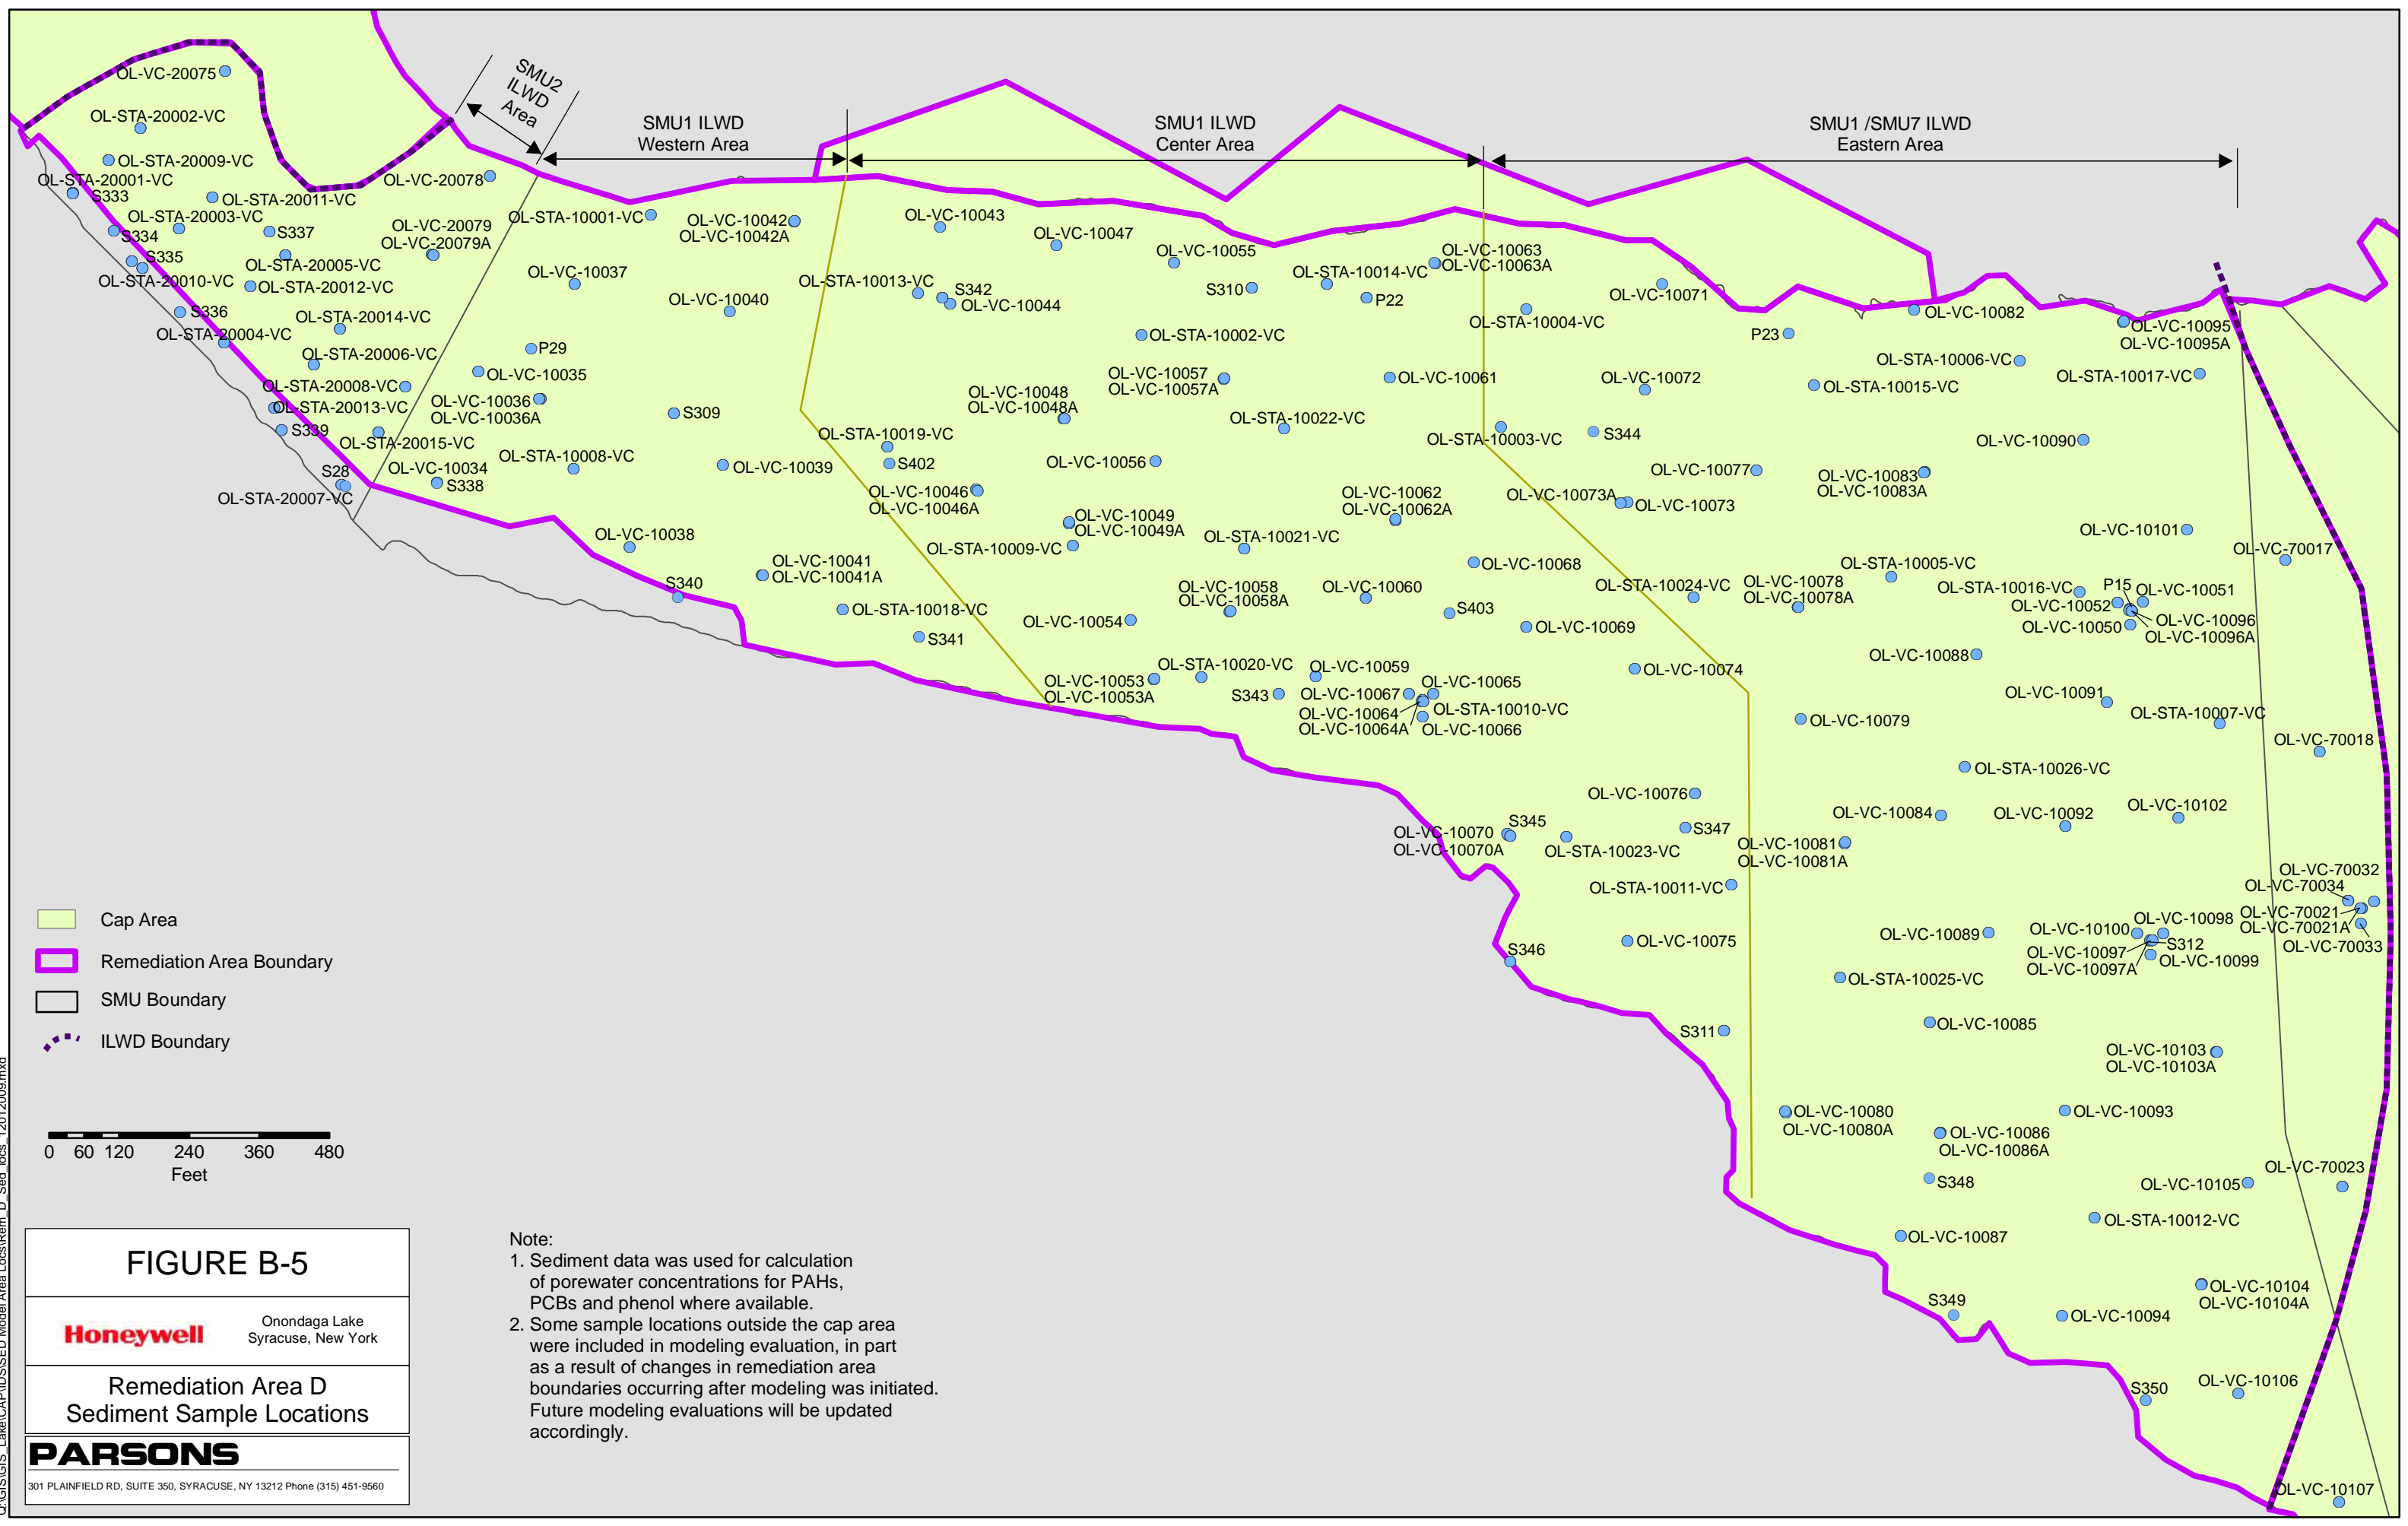 SMU2
ILWD
Area
SMU1 ILWD
Western Area
SMU1 ILWD
Center Area
SMU1 /SMU7 ILWD
Eastern Area
OL-VC-20075
OL-STA-20002-VC
OL-STA-20009-VC
OL-STA-20001-VC
S333
OL-STA-20011-VC
OL-STA-20003-VC
S334
S337
S335
OL-STA-20005-VC
OL-STA-20010-VC
OL-STA-20012-VC
S336
OL-STA-20014-VC
OL-STA-20004-VC
OL-STA-20006-VC
OL-STA-20008-VC
OL-STA-20013-VC
S339
OL-STA-20015-VC
S28
OL-STA-20007-VC
OL-VC-20078
OL-VC-20079
OL-VC-20079A
OL-STA-10001-VC
OL-VC-10042
OL-VC-10042A
OL-VC-10037
OL-VC-10040
P29
OL-VC-10035
OL-VC-10036
OL-VC-10036A
S309
OL-STA-10008-VC
OL-VC-10034
S338
OL-VC-10039
OL-VC-10038
S340
OL-VC-10041
OL-VC-10041A
OL-STA-10018-VC
S341
OL-VC-10043
OL-VC-10047
OL-VC-10055
OL-STA-10013-VC
S342
OL-VC-10044
S310
OL-STA-10014-VC
P22
OL-VC-10063
OL-VC-10063A
OL-STA-10002-VC
OL-VC-10057
OL-VC-10057A
OL-VC-10061
OL-VC-10048
OL-VC-10048A
OL-STA-10022-VC
OL-STA-10019-VC
S402
OL-VC-10056
OL-VC-10046
OL-VC-10046A
OL-VC-10049
OL-VC-10049A
OL-STA-10009-VC
OL-VC-10062
OL-VC-10062A
OL-STA-10021-VC
OL-VC-10068
OL-VC-10058
OL-VC-10058A
OL-VC-10060
S403
OL-VC-10054
OL-VC-10069
OL-VC-10053
OL-VC-10053A
OL-STA-10020-VC
OL-VC-10059
S343
OL-VC-10067
OL-VC-10065
OL-VC-10064
OL-VC-10064A
OL-STA-10010-VC
OL-VC-10066
OL-VC-10074
OL-VC-10076
S345
S347
OL-VC-10070
OL-VC-10070A
OL-STA-10023-VC
OL-STA-10011-VC
OL-VC-10075
S346
S311
OL-VC-10071
OL-STA-10004-VC
P23
OL-VC-10082
OL-VC-10095
OL-VC-10095A
OL-STA-10006-VC
OL-STA-10017-VC
OL-VC-10072
OL-STA-10015-VC
OL-STA-10003-VC
S344
OL-VC-10090
OL-VC-10077
OL-VC-10083
OL-VC-10083A
OL-VC-10073A
OL-VC-10073
OL-VC-10101
OL-VC-70017
OL-STA-10005-VC
OL-STA-10024-VC
OL-VC-10078
OL-VC-10078A
OL-STA-10016-VC
P15
OL-VC-10051
OL-VC-10052
OL-VC-10050
OL-VC-10096
OL-VC-10096A
OL-VC-10088
OL-VC-10091
OL-STA-10007-VC
OL-VC-10079
OL-VC-70018
OL-STA-10026-VC
OL-VC-10084
OL-VC-10092
OL-VC-10102
OL-VC-10081
OL-VC-10081A
OL-VC-70032
OL-VC-70034
OL-VC-70021
OL-VC-70021A
OL-VC-70033
OL-VC-10089
OL-VC-10100
OL-VC-10098
S312
OL-VC-10097
OL-VC-10097A
OL-VC-10099
OL-STA-10025-VC
OL-VC-10085
OL-VC-10103
OL-VC-10103A
OL-VC-10080
OL-VC-10080A
OL-VC-10093
OL-VC-10086
OL-VC-10086A
S348
OL-VC-10105
OL-VC-70023
OL-STA-10012-VC
OL-VC-10087
OL-VC-10104
OL-VC-10104A
S349
OL-VC-10094
S350
OL-VC-10106
OL-VC-10107
Cap Area
Remediation Area Boundary
SMU Boundary
ILWD Boundary
0 60 120 240 360 480
Feet
FIGURE B-5
Honeywell
Onondaga Lake
Syracuse, New York
Remediation Area D
Sediment Sample Locations
PARSONS
301 PLAINFIELD RD, SUITE 350, SYRACUSE, NY 13212 Phone (315) 451-9560
Note:
1. Sediment data was used for calculation
of porewater concentrations for PAHs,
PCBs and phenol where available.
2. Some sample locations outside the cap area
were included in modeling evaluation, in part
as a result of changes in remediation area
boundaries occurring after modeling was initiated.
Future modeling evaluations will be updated
accordingly.